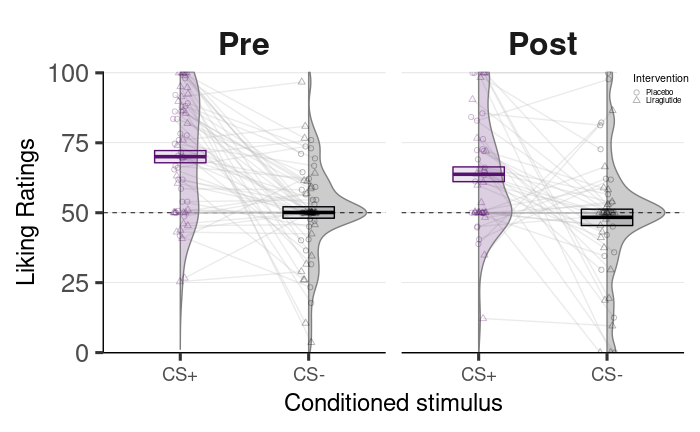 Pre
Post
Liking Ratings
100
75
50
25
0
CS+
CS-
CS+
CS-
Conditioned stimulus
Intervention
Placebo
Liraglutide